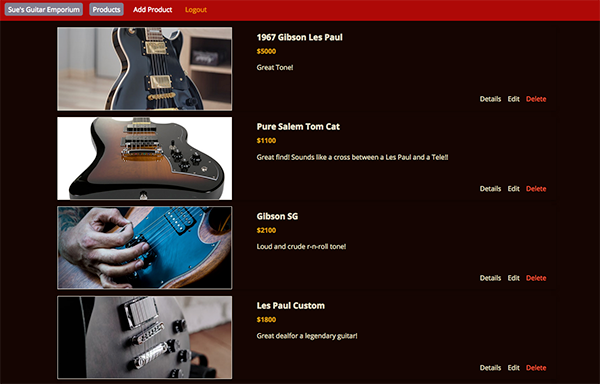 Sue's Guitar Emporium Products Add Product Logout
1967 Gibson Les Paul
$5000
Great Tone!
Details Edit Delete
Pure Salem Tom Cat
$1100
Great find! Sounds like a cross between a Les Paul and a Tele!!
Details Edit Delete
Gibson SG
$2100
Loud and crude r-n-roll tone!
Details Edit Delete
Les Paul Custom
$1800
Great dealfor a legendary guitar!
Details Edit Delete